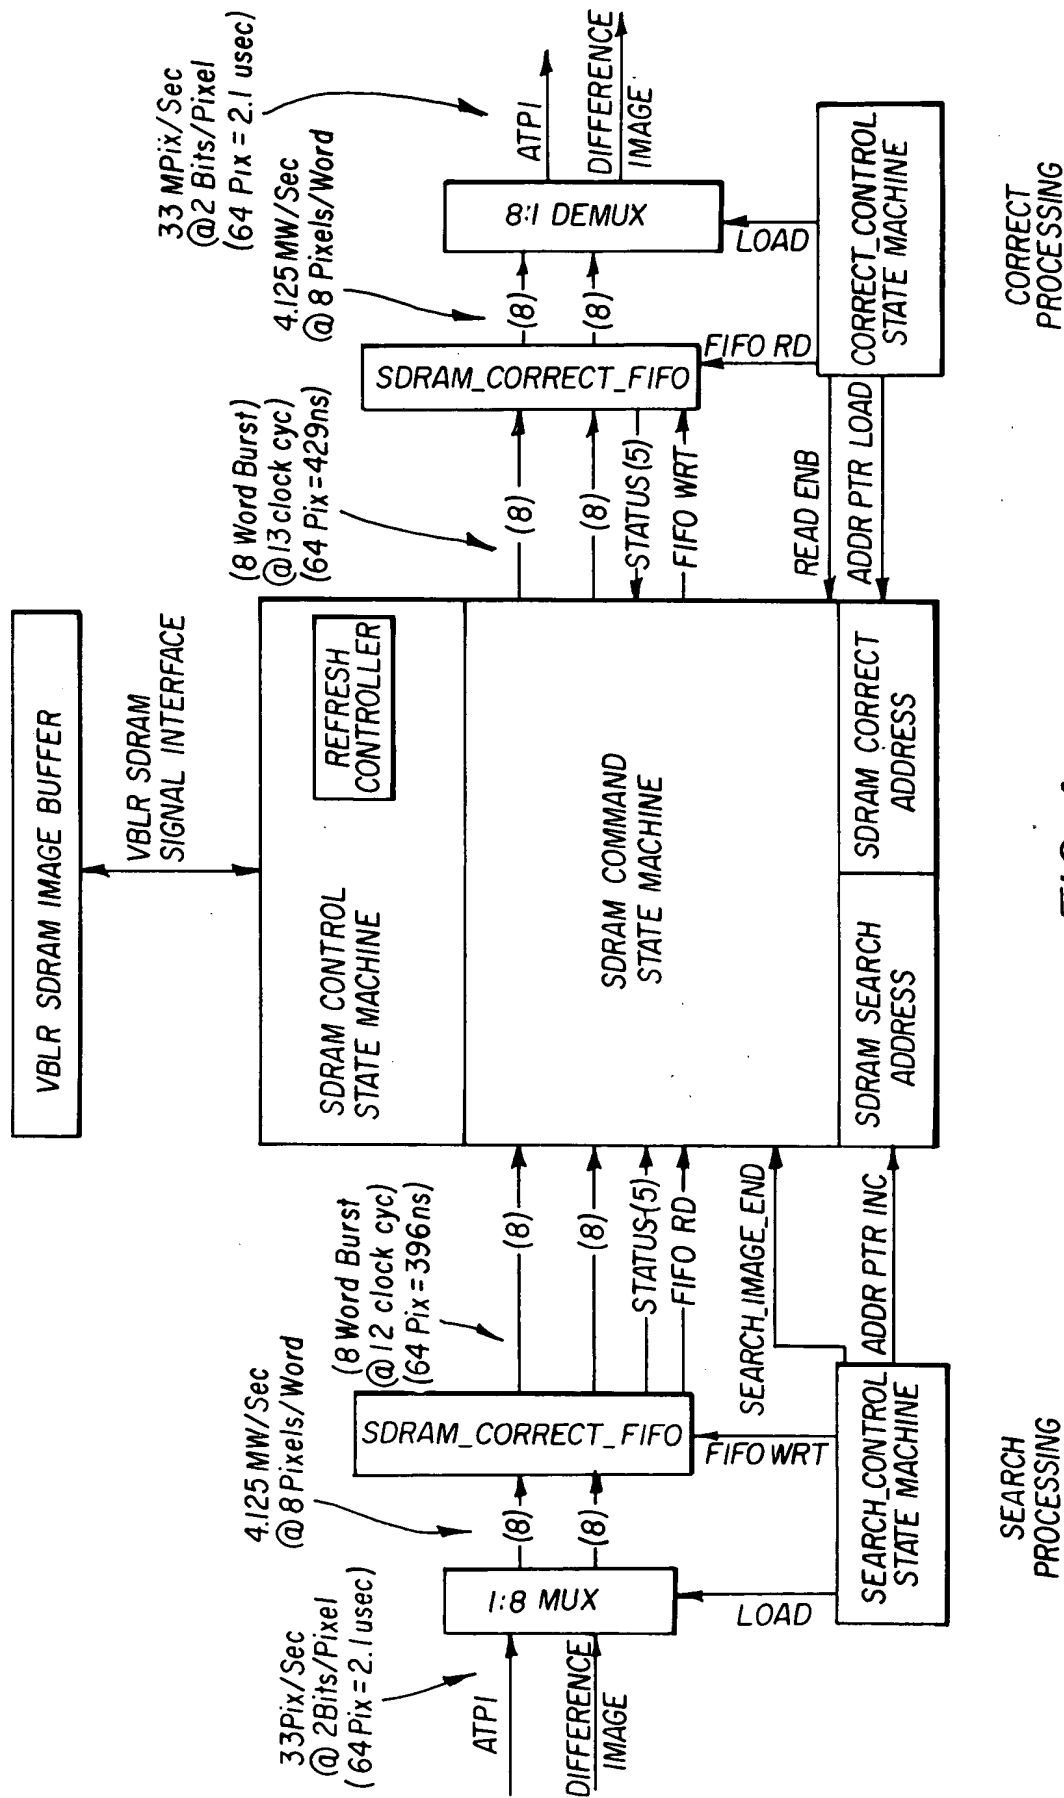 VBLR SDRAM IMAGE BUFFER
VBLR SDRAM
SIGNAL INTERFACE
SDRAM CONTROL
STATE MACHINE
REFRESH
CONTROLLER
SDRAM COMMAND
STATE MACHINE
SDRAM SEARCH
ADDRESS
SDRAM CORRECT
ADDRESS
33Pix/Sec
@ 2Bits/Pixel
(64Pix = 2.1usec)
4.125 MW/Sec
@ 8Pixels/Word
(8 Word Burst
@ 12 clock cyc)
(64 Pix = 396ns)
ATPI
DIFFERENCE
IMAGE
1:8 MUX
(8)
(8)
SDRAM_CORRECT_FIFO
(8)
(8)
STATUS(5)
FIFO RD
LOAD
FIFO WRT
SEARCH_IMAGE_END
ADDR PTR INC
SEARCH_CONTROL
STATE MACHINE
SEARCH
PROCESSING
(8 Word Burst)
@ 13 clock cyc)
(64 Pix = 429ns)
4.125 MW/Sec
@ 8 Pixels/Word
33 MPix/Sec
@ 2 Bits/Pixel
(64 Pix = 2.1 usec)
(8)
(8)
STATUS(5)
FIFO WRT
SDRAM_CORRECT_FIFO
(8)
(8)
8:1 DEMUX
ATPI
DIFFERENCE
IMAGE
READ ENB
ADDR PTR LOAD
FIFO RD
LOAD
CORRECT_CONTROL
STATE MACHINE
CORRECT
PROCESSING